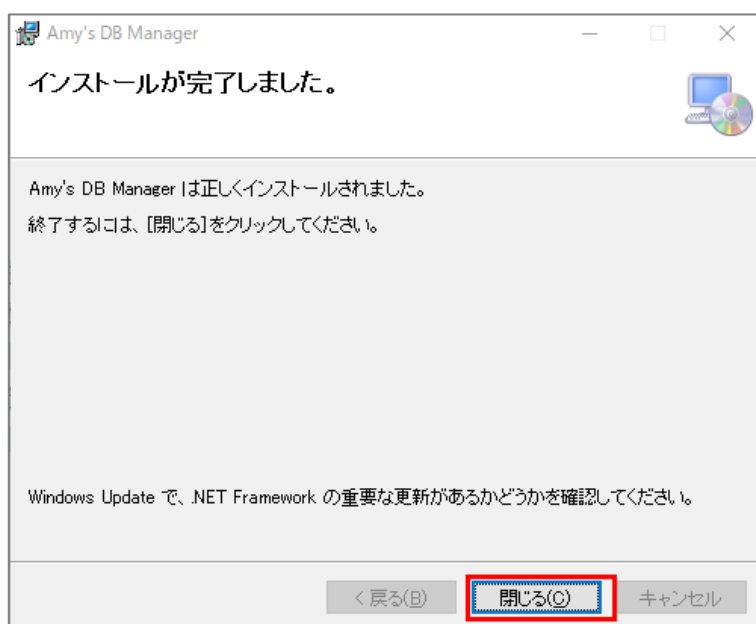 Amy's DB Manager
インストールが完了しました。
Amy's DB Manager は正しくインストールされました。
終了するには、[閉じる]をクリックしてください。
Windows Update で、.NET Framework の重要な更新があるかどうかを確認してください。
< 戻る(B)
閉じる(C)
キャンセル